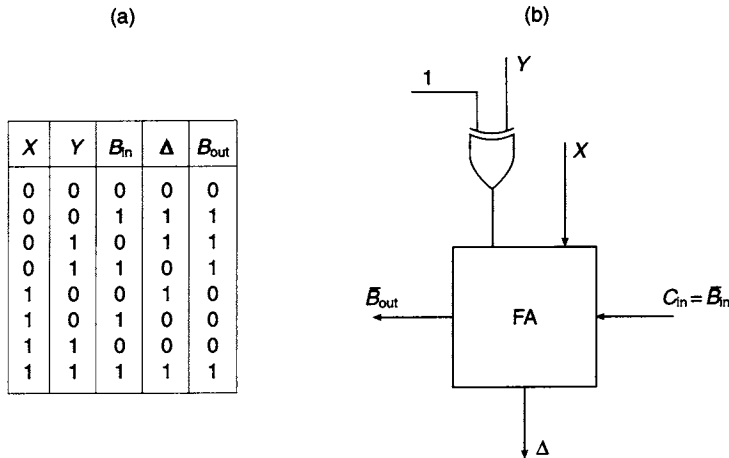 (a)
X Y B_in Δ B_out
0 0 0 0 0
0 0 1 1 1
0 1 0 1 1
0 1 1 0 1
1 0 0 1 0
1 0 1 0 0
1 1 0 0 0
1 1 1 1 1
(b)
1
Y
X
B̄_out
FA
C_in = B̄_in
Δ